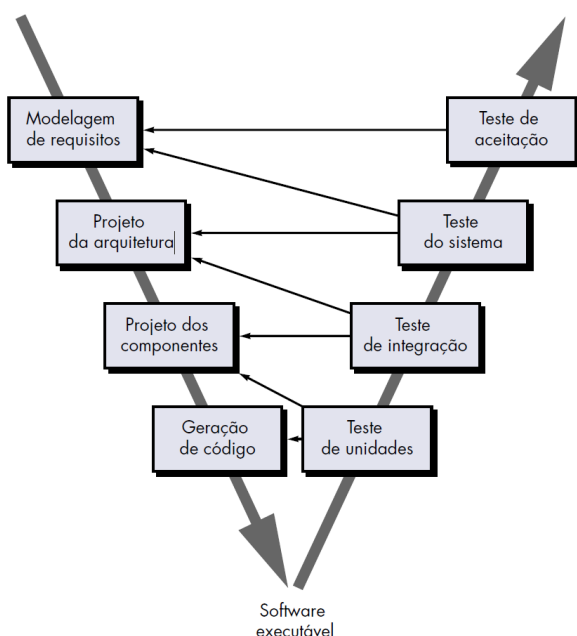 Modelagem
de requisitos
Teste de
aceitação
Projeto
da arquitetura
Teste
do sistema
Projeto dos
componentes
Teste
de integração
Geração
de código
Teste
de unidades
Software
executável